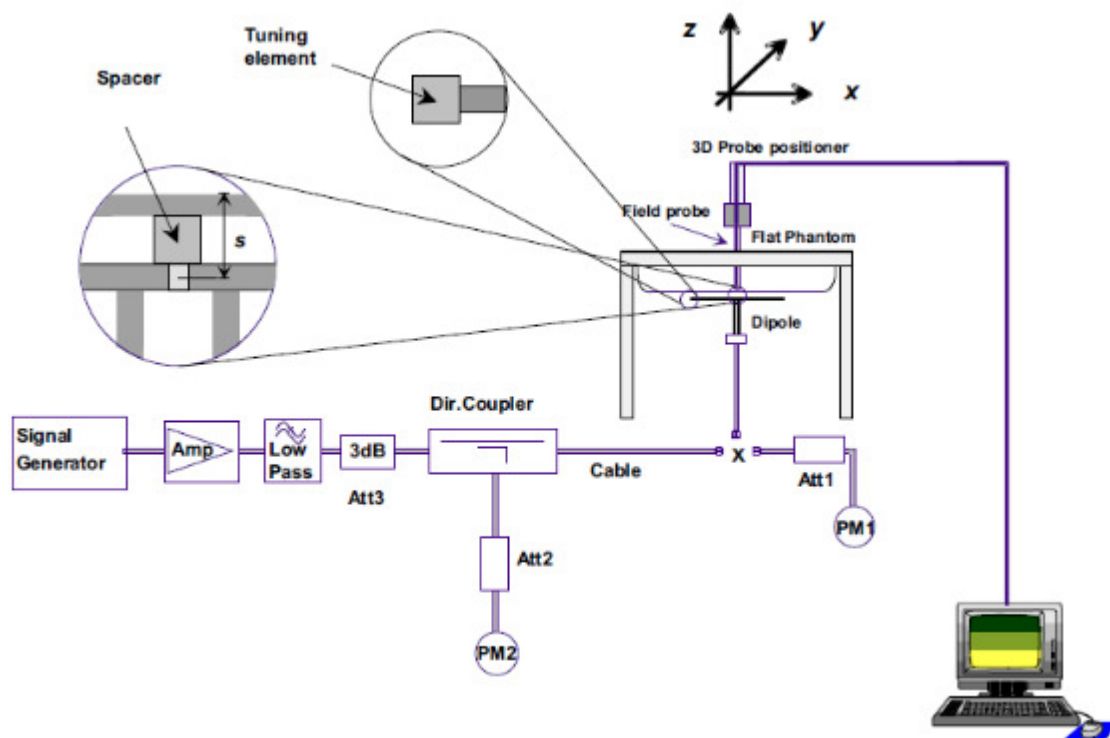 Tuning
element
Spacer
z
y
x
3D Probe positioner
s
Field probe
Flat Phantom
Dipole
Dir.Coupler
Signal
Generator
Amp
Low
Pass
3dB
Att3
Cable
X
Att1
PM1
Att2
PM2